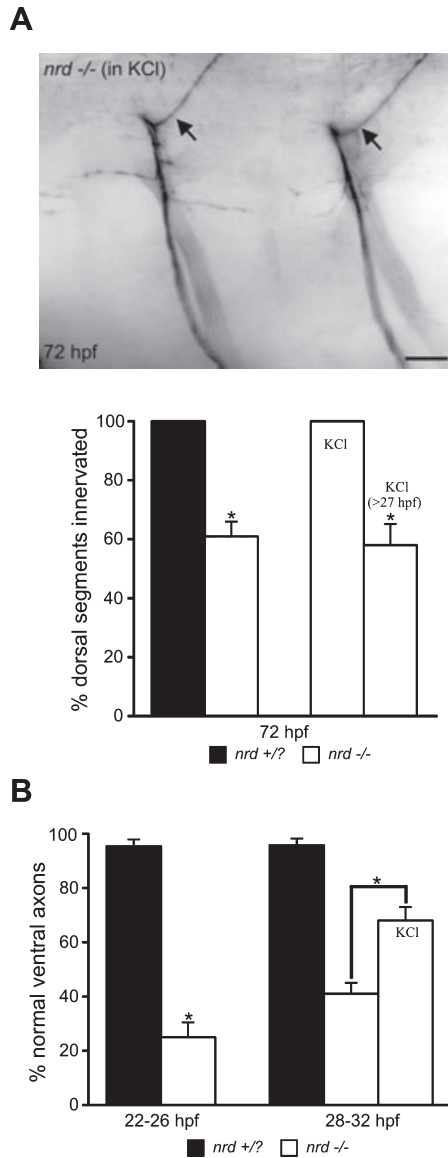 A
nrd -/- (in KCl)
72 hpf
% dorsal segments innervated
100
80
60
40
20
0
*
KCl
KCl
(>27 hpf)
*
72 hpf
nrd +/? nrd -/-
B
% normal ventral axons
100
80
60
40
20
0
*
*
KCl
22-26 hpf 28-32 hpf
nrd +/? nrd -/-